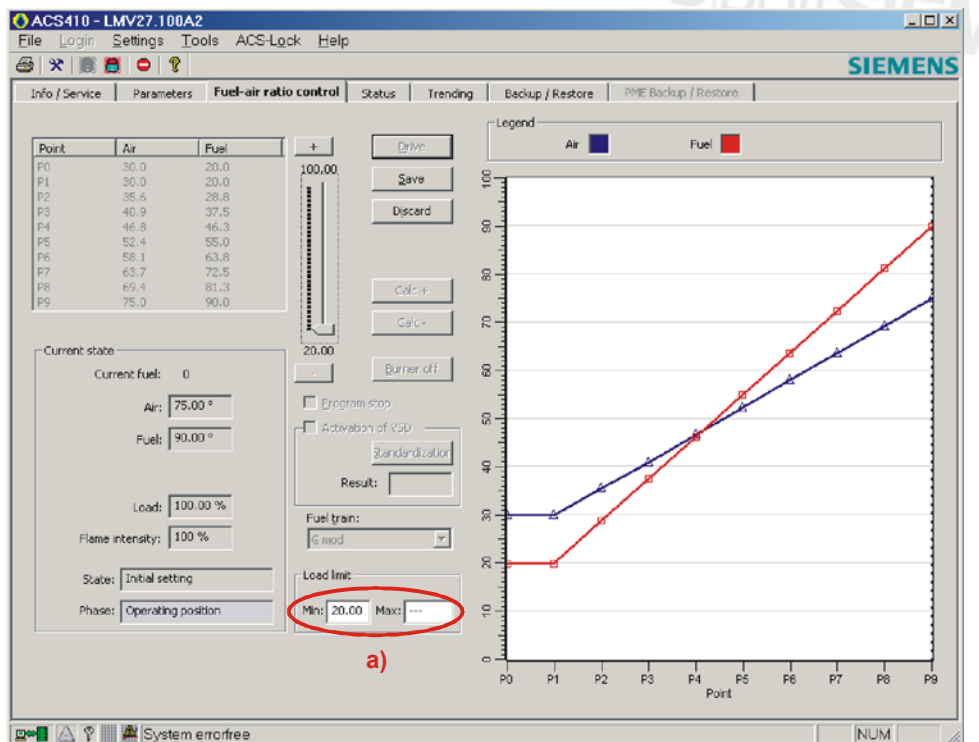 ACS410 - LMV27.100A2
File Login Settings Tools ACS-Lock Help
SIEMENS
Info / Service Parameters Fuel-air ratio control Status Trending Backup / Restore PME Backup / Restore
Point Air Fuel
P0 30.0 20.0
P1 30.0 20.0
P2 35.6 28.8
P3 40.9 37.5
P4 46.8 46.3
P5 52.4 55.0
P6 58.1 63.8
P7 63.7 72.5
P8 69.4 81.3
P9 75.0 90.0
+
100.00
20.00
-
Drive
Save
Discard
Calc +
Calc -
Burner off
Program stop
Activation of VSD
Standardization
Result:
Fuel train:
G mod
Load limit
Min: 20.00 Max: ---
a)
Current state
Current fuel: 0
Air: 75.00 °
Fuel: 90.00 °
Load: 100.00 %
Flame intensity: 100 %
State: Initial setting
Phase: Operating position
Legend
Air Fuel
100
90
80
70
60
50
40
30
20
10
0
P0 P1 P2 P3 P4 P5 P6 P7 P8 P9
Point
System errorfree
NUM